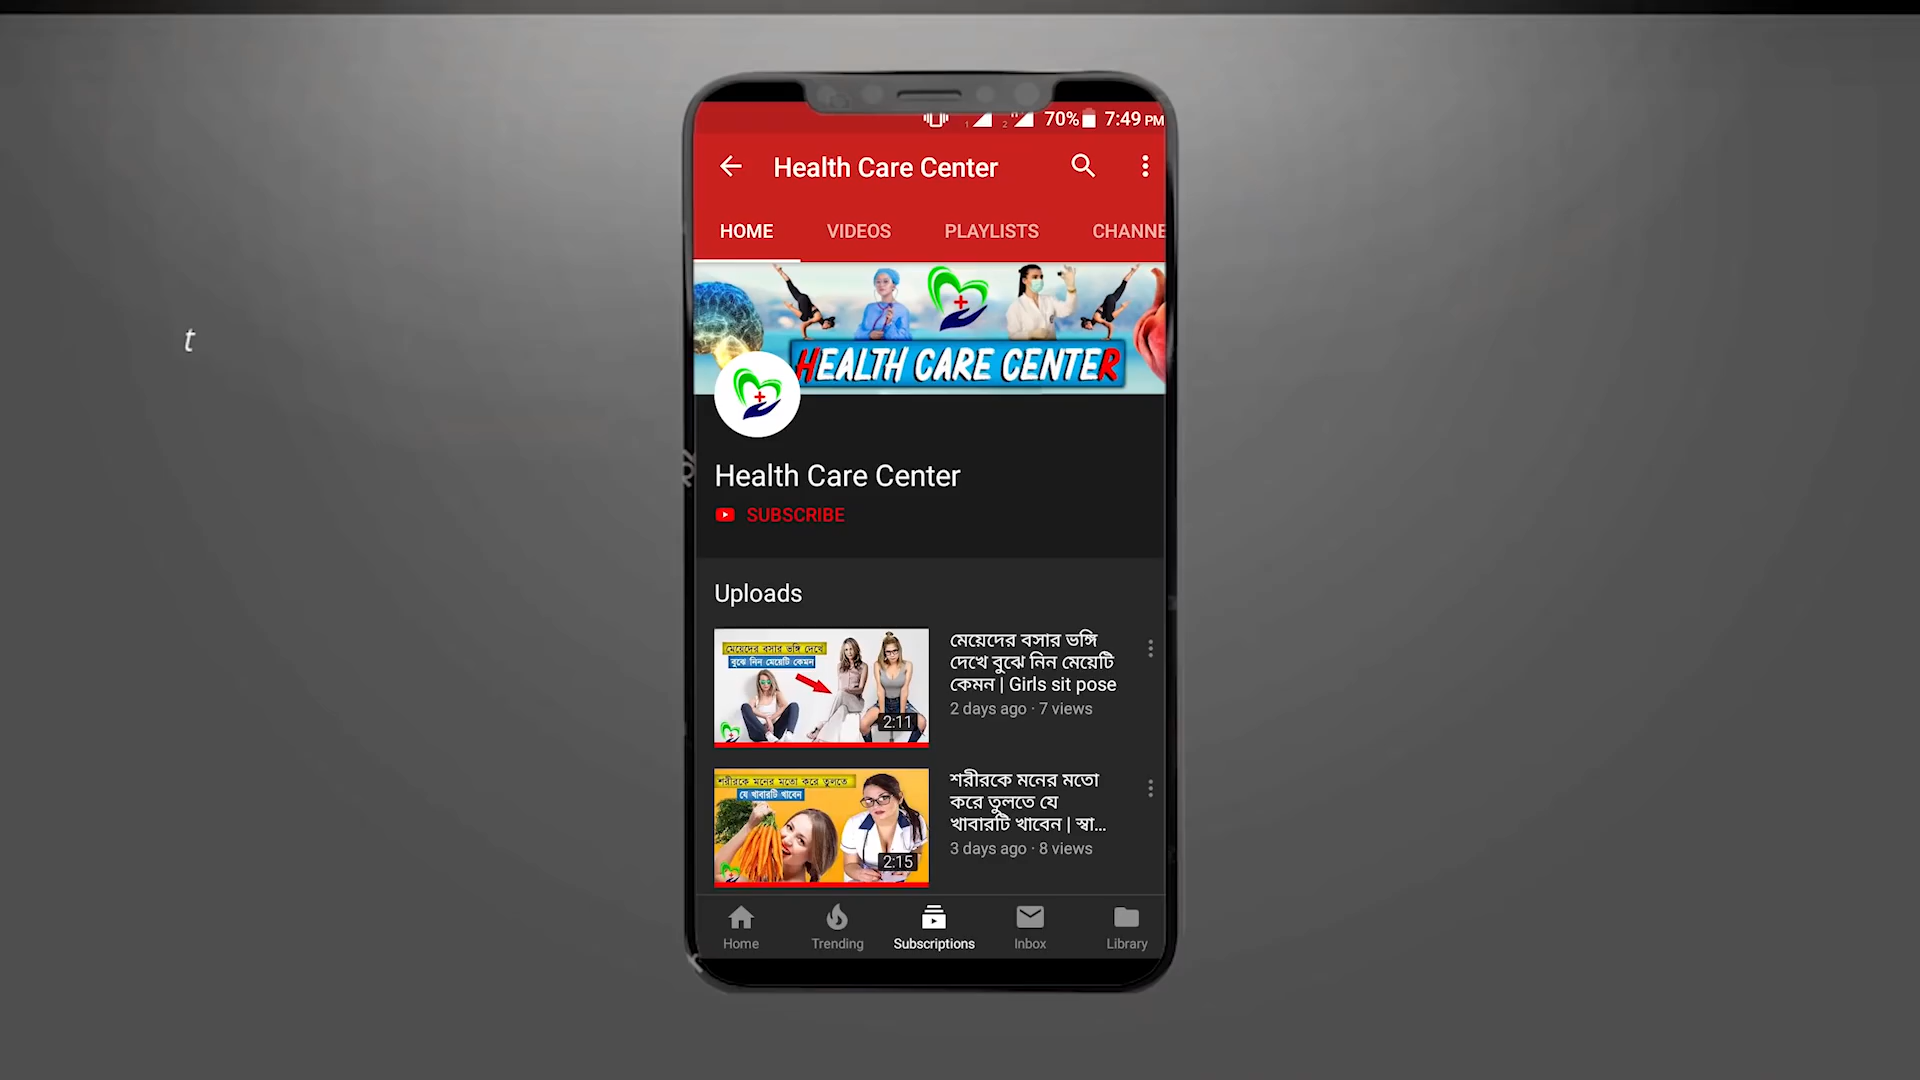 70% 7:49 PM
Health Care Center
HOME VIDEOS PLAYLISTS CHANNE
HEALTH CARE CENTER
t
Health Care Center
SUBSCRIBE
Uploads
মেয়েদের বসার ভঙ্গি দেখে
বুঝে নিন মেয়েটি কেমন
2:11
মেয়েদের বসার ভঙ্গি
দেখে বুঝে নিন মেয়েটি
কেমন | Girls sit pose
2 days ago · 7 views
শরীরকে মনের মতো করে তুলতে
যে খাবারটি খাবেন
2:15
শরীরকে মনের মতো
করে তুলতে যে
খাবারটি খাবেন | স্বা...
3 days ago · 8 views
Home Trending Subscriptions Inbox Library